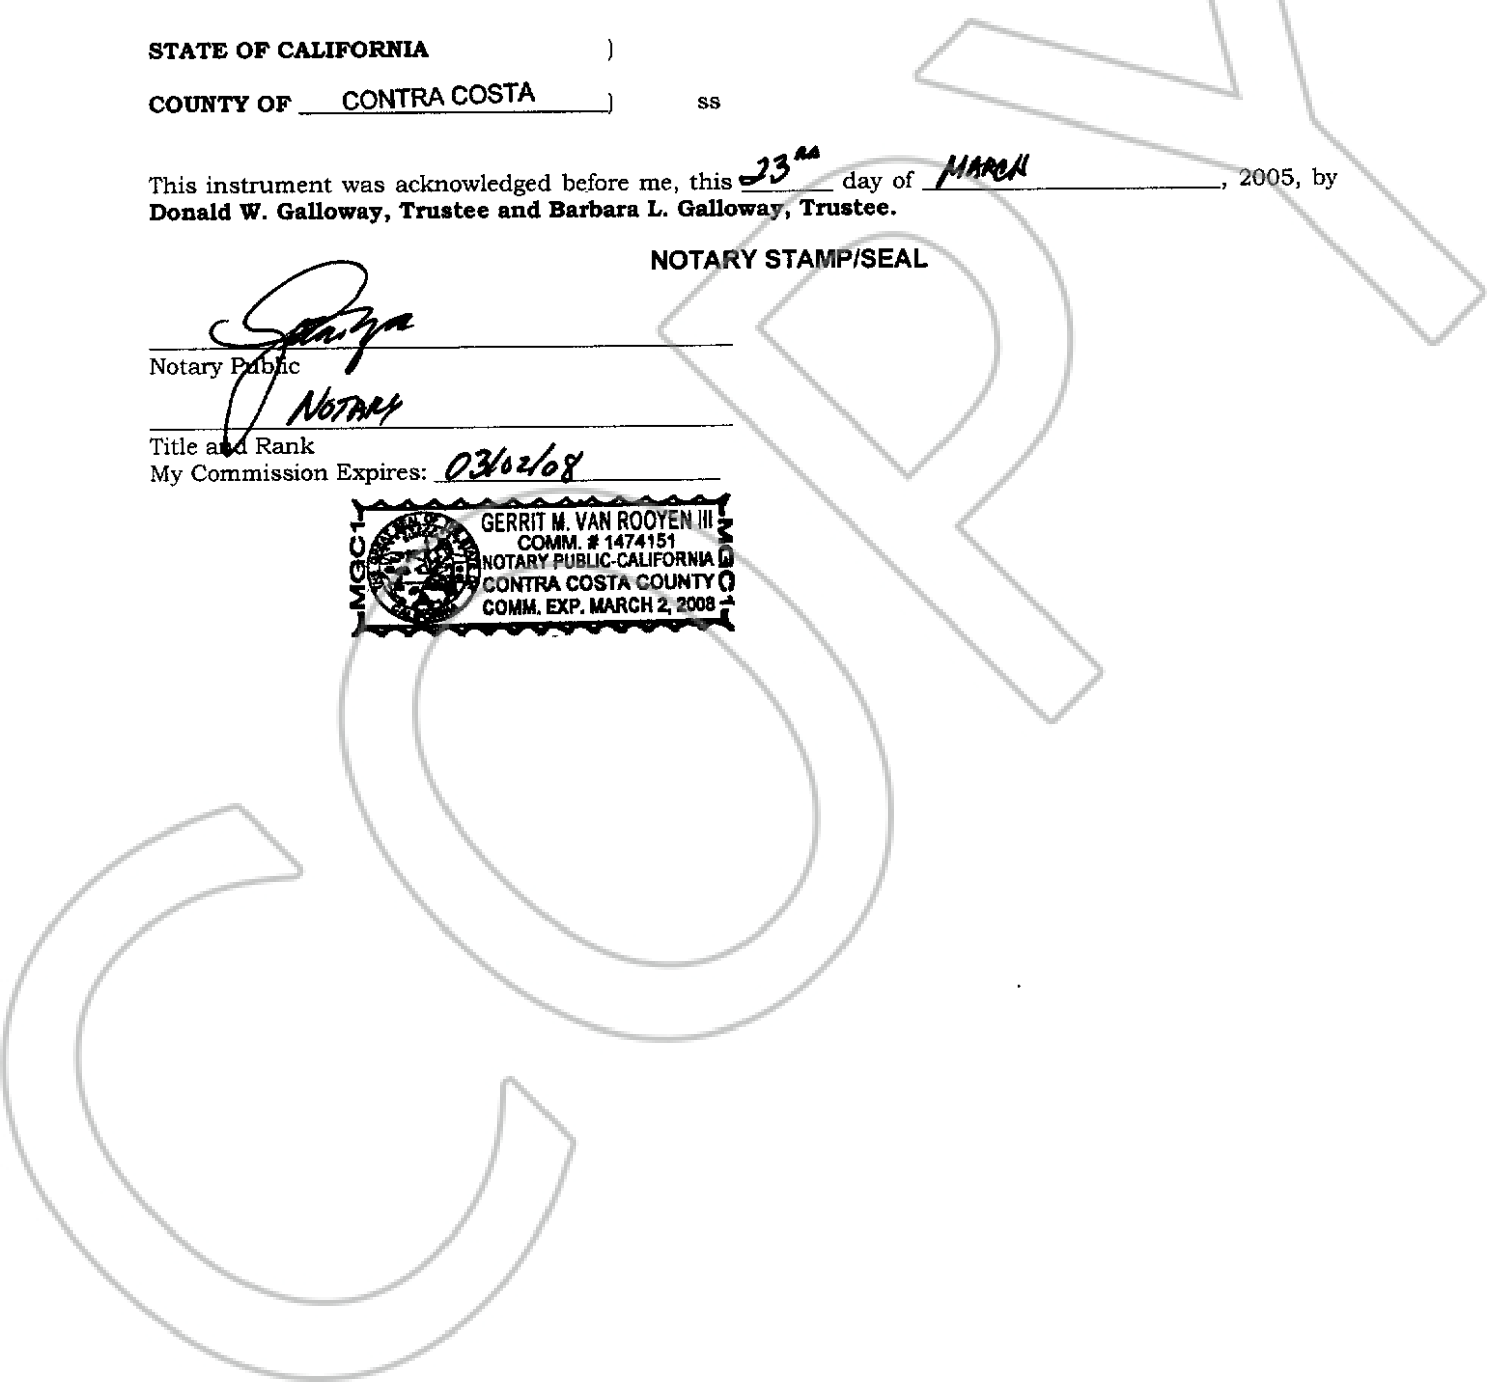 STATE OF CALIFORNIA )
COUNTY OF CONTRA COSTA ) ss
This instrument was acknowledged before me, this 23rd day of MARCH, 2005, by
Donald W. Galloway, Trustee and Barbara L. Galloway, Trustee.
NOTARY STAMP/SEAL
Notary Public
NOTARY
Title and Rank
My Commission Expires: 03/02/08
MGC1
GERRIT M. VAN ROOYEN III
COMM. # 1474151
NOTARY PUBLIC-CALIFORNIA
CONTRA COSTA COUNTY
COMM. EXP. MARCH 2, 2008
MGC1
COPY